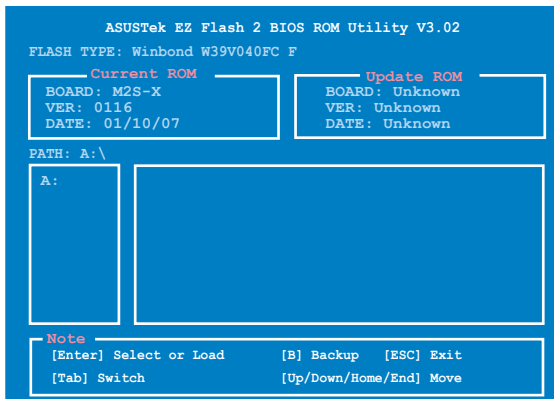 ASUSTek EZ Flash 2 BIOS ROM Utility V3.02
FLASH TYPE: Winbond W39V040FC F
Current ROM
BOARD: M2S-X
VER: 0116
DATE: 01/10/07
Update ROM
BOARD: Unknown
VER: Unknown
DATE: Unknown
PATH: A:\
A:
Note
[Enter] Select or Load [B] Backup [ESC] Exit
[Tab] Switch [Up/Down/Home/End] Move